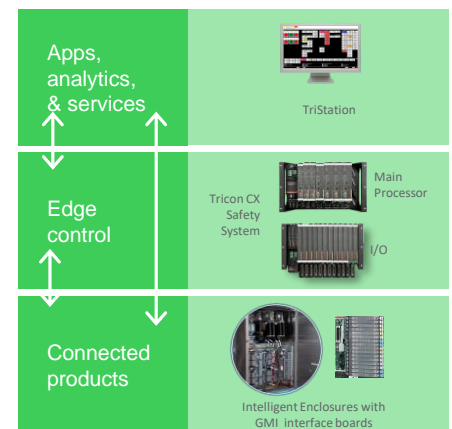 Apps,
analytics,
& services
TriStation
Edge
control
Tricon CX
Safety
System
Main
Processor
I/O
Connected
products
Intelligent Enclosures with
GMI interface boards